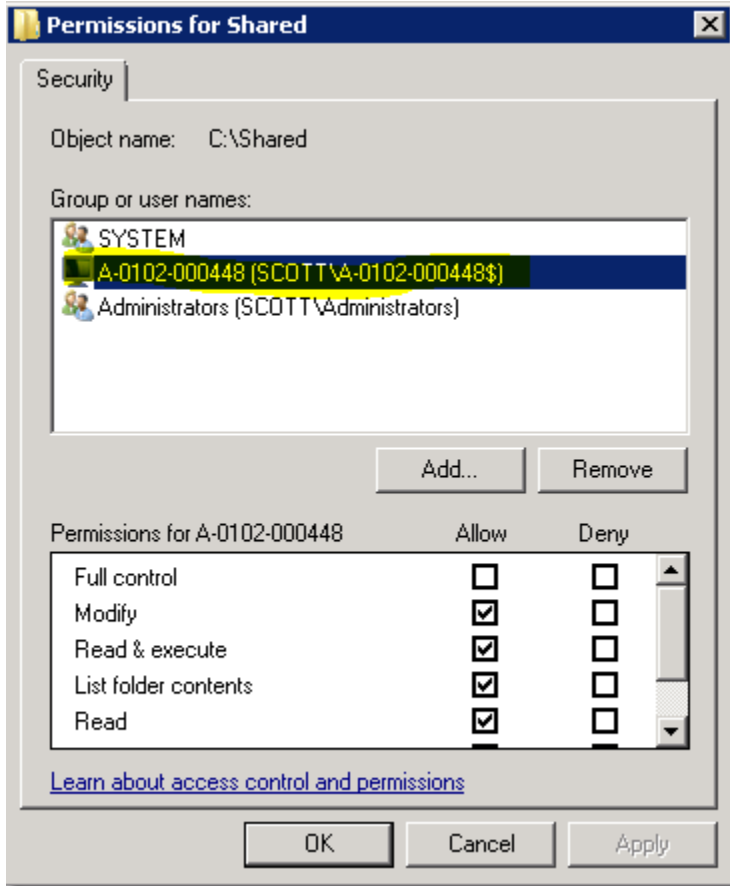 Permissions for Shared
Security
Object name: C:\Shared
Group or user names:
SYSTEM
A-0102-000448 (SCOTT\A-0102-000448$)
Administrators (SCOTT\Administrators)
Add... Remove
Permissions for A-0102-000448 Allow Deny
Full control
Modify
Read & execute
List folder contents
Read
Learn about access control and permissions
OK Cancel Apply